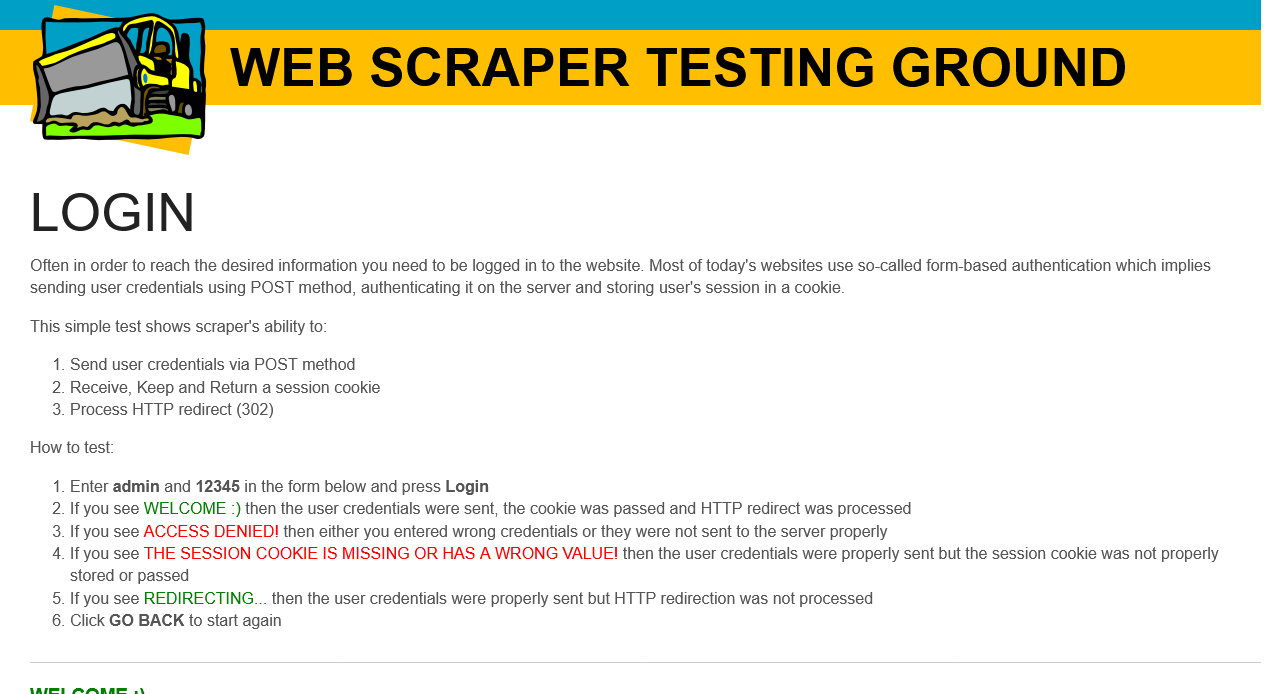 WEB SCRAPER TESTING GROUND
LOGIN
Often in order to reach the desired information you need to be logged in to the website. Most of today's websites use so-called form-based authentication which implies
sending user credentials using POST method, authenticating it on the server and storing user's session in a cookie.
This simple test shows scraper's ability to:
1. Send user credentials via POST method
2. Receive, Keep and Return a session cookie
3. Process HTTP redirect (302)
How to test:
1. Enter admin and 12345 in the form below and press Login
2. If you see WELCOME :) then the user credentials were sent, the cookie was passed and HTTP redirect was processed
3. If you see ACCESS DENIED! then either you entered wrong credentials or they were not sent to the server properly
4. If you see THE SESSION COOKIE IS MISSING OR HAS A WRONG VALUE! then the user credentials were properly sent but the session cookie was not properly
stored or passed
5. If you see REDIRECTING... then the user credentials were properly sent but HTTP redirection was not processed
6. Click GO BACK to start again
WELCOME :)